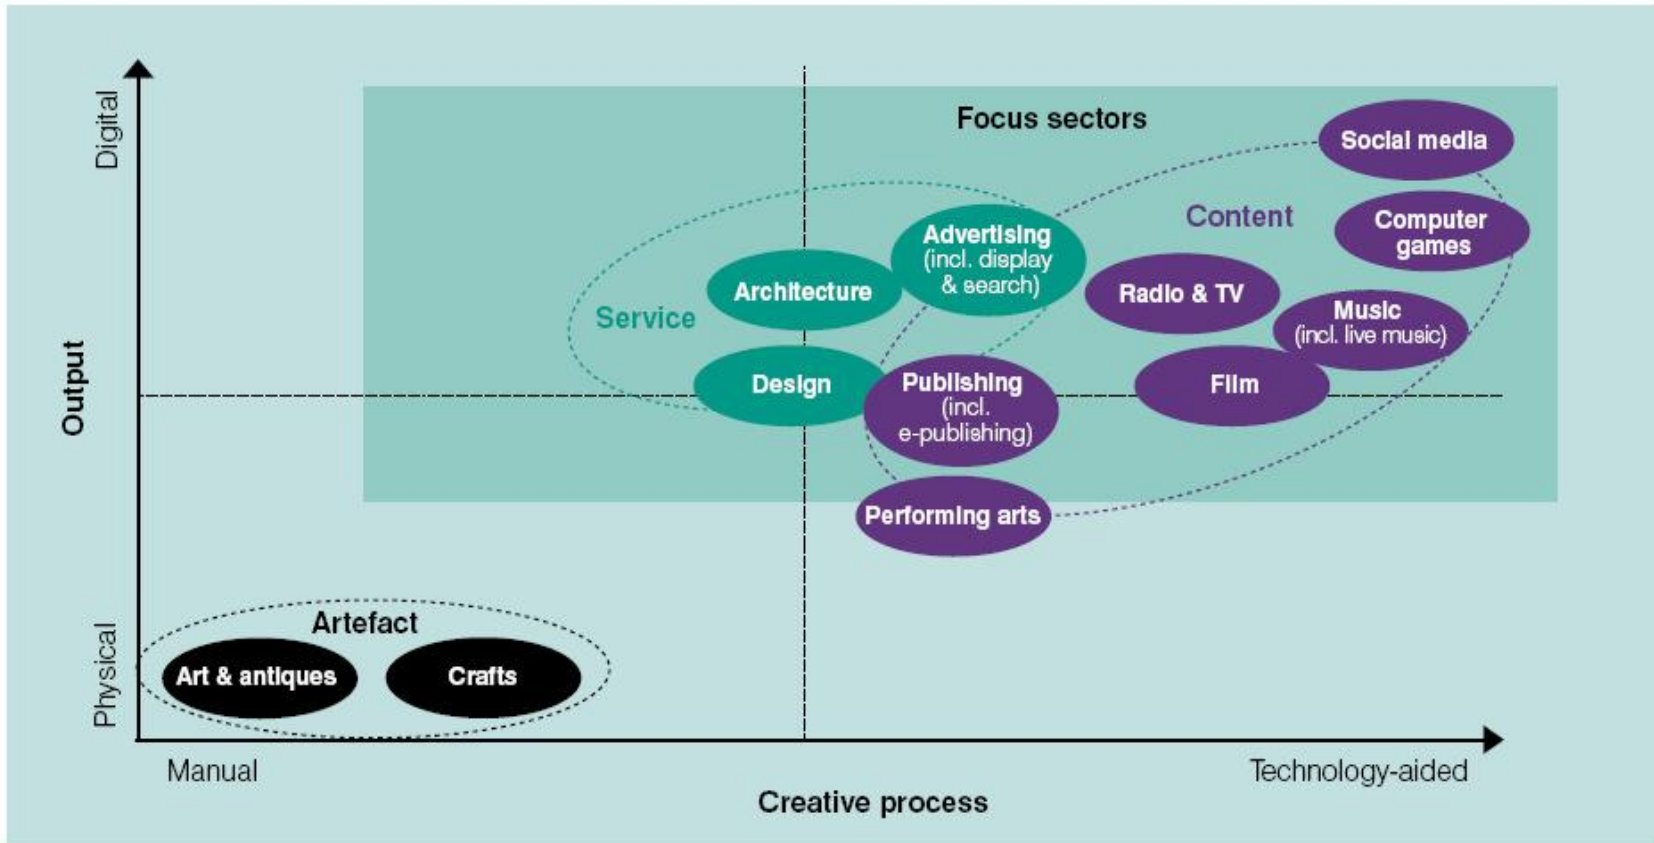 Digital
Focus sectors
Social media
Content
Computer
games
Advertising
(incl. display
& search)
Architecture
Radio & TV
Service
Music
(incl. live music)
Design
Publishing
(incl.
e-publishing)
Film
Output
Performing arts
Artefact
Art & antiques
Crafts
Physical
Manual
Technology-aided
Creative process